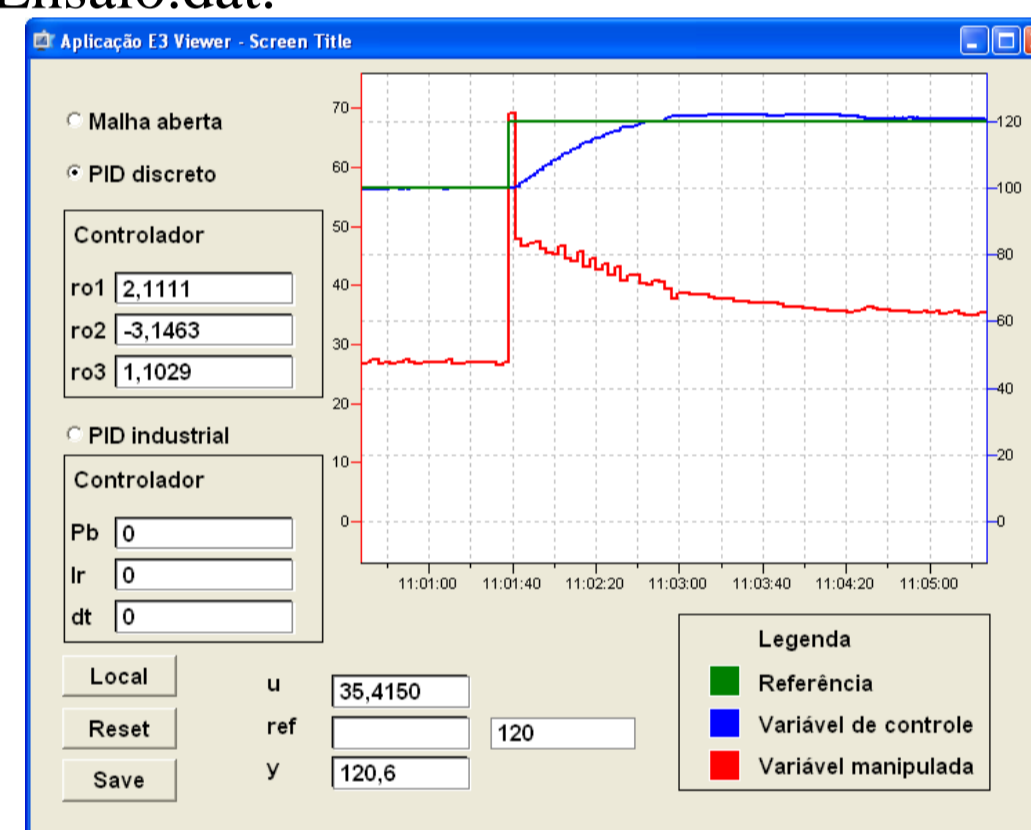 Ensaio.dat.
Aplicação E3 Viewer - Screen Title
Malha aberta
PID discreto
Controlador
ro1 2,1111
ro2 -3,1463
ro3 1,1029
PID industrial
Controlador
Pb 0
Ir 0
dt 0
Local
Reset
Save
u 35,4150
ref 120
y 120,6
70
60
50
40
30
20
10
0
120
100
80
60
40
20
0
11:01:00 11:01:40 11:02:20 11:03:00 11:03:40 11:04:20 11:05:00
Legenda
Referência
Variável de controle
Variável manipulada